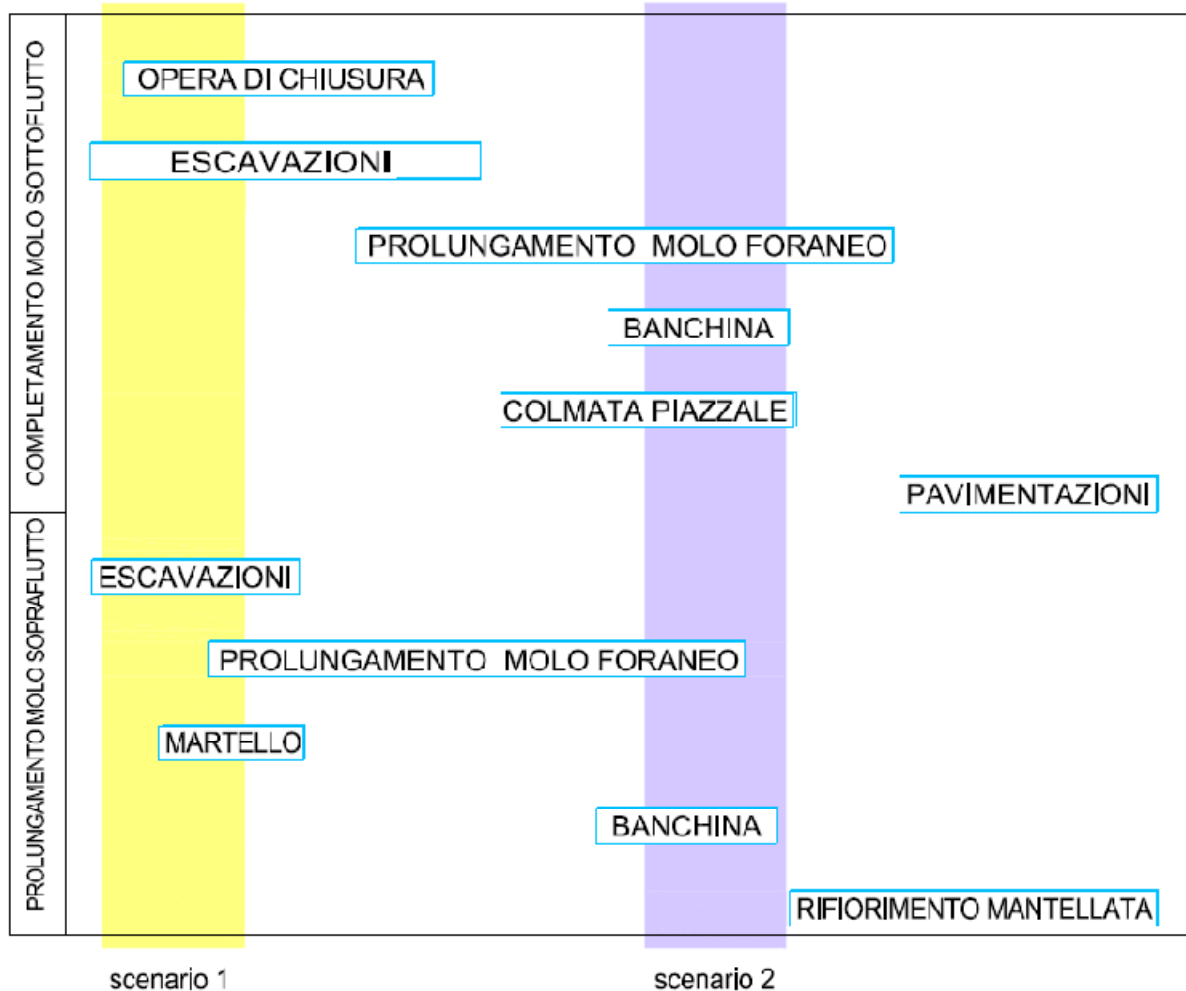 COMPLETAMENTO MOLO SOTTOFLUTTO
OPERA DI CHIUSURA
ESCAVAZIONI
PROLUNGAMENTO MOLO FORANEO
BANCHINA
COLMATA PIAZZALE
PAVIMENTAZIONI
PROLUNGAMENTO MOLO SOPRAFLUTTO
ESCAVAZIONI
PROLUNGAMENTO MOLO FORANEO
MARTELLO
BANCHINA
RIFIORIMENTO MANTELLATA
scenario 1
scenario 2